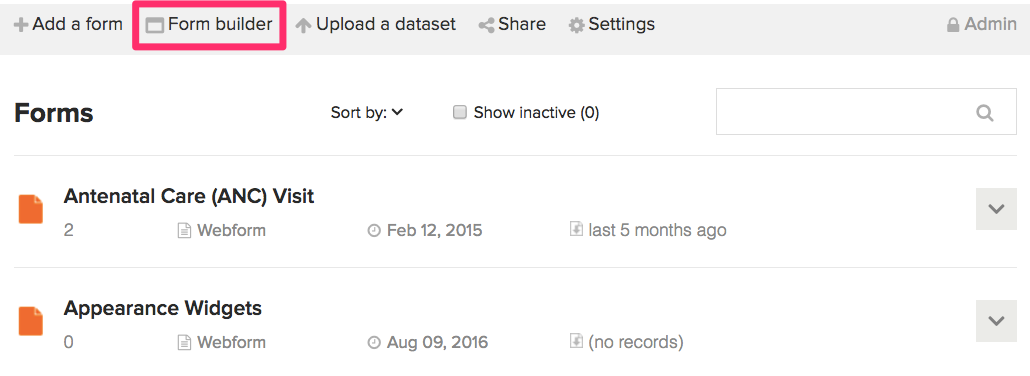 Add a form Form builder Upload a dataset Share Settings Admin
Forms Sort by: Show inactive (0)
Antenatal Care (ANC) Visit
2 Webform Feb 12, 2015 last 5 months ago
Appearance Widgets
0 Webform Aug 09, 2016 (no records)